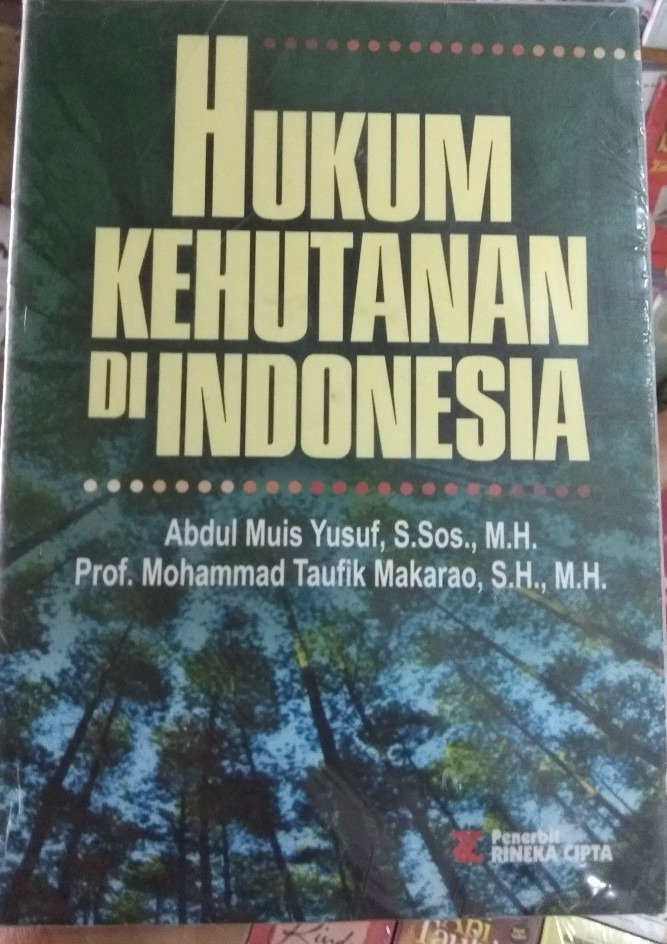 HUKUM
KEHUTANAN
DI INDONESIA
Abdul Muis Yusuf, S.Sos., M.H.
Prof. Mohammad Taufik Makarao, S.H., M.H.
Penerbit
RINEKA CIPTA